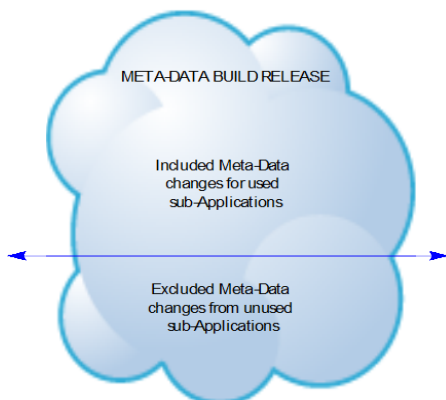 META-DATA BUILD RELEASE
Included Meta-Data
changes for used
sub-Applications
Excluded Meta-Data
changes from unused
sub-Applications